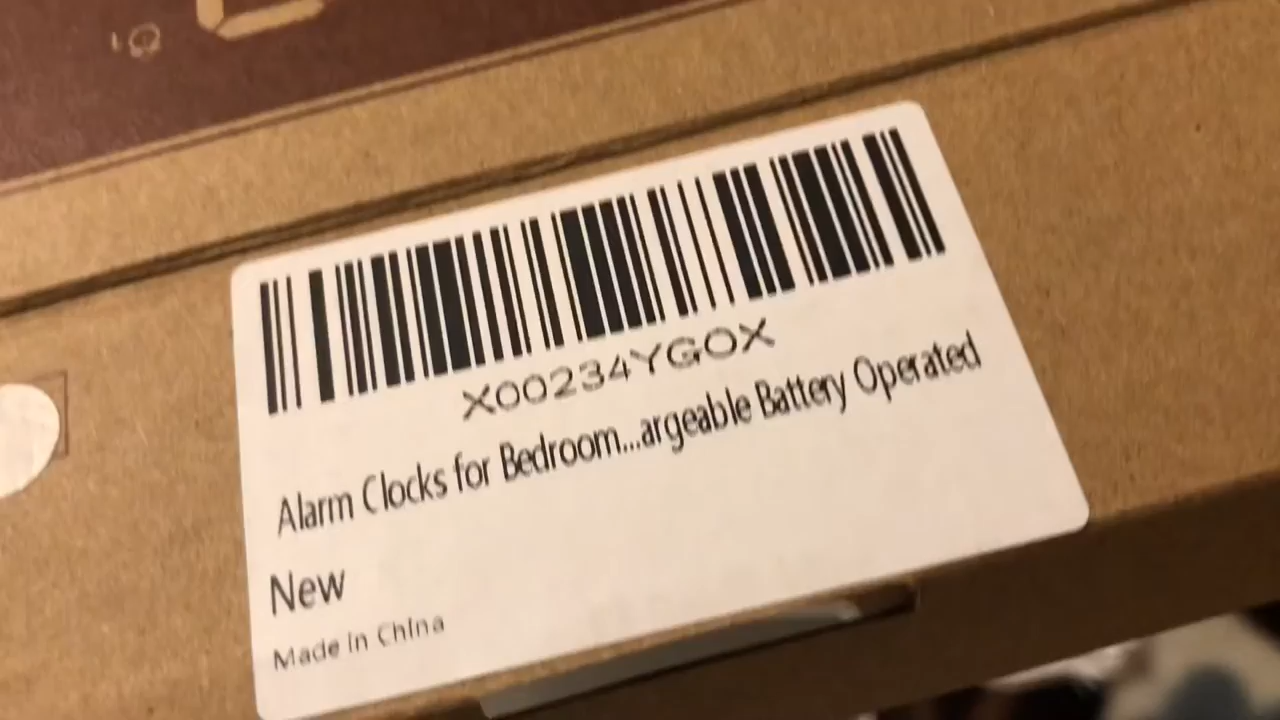 X00234YGOX
Alarm Clocks for Bedroom...argeable Battery Operated
New
Made in China